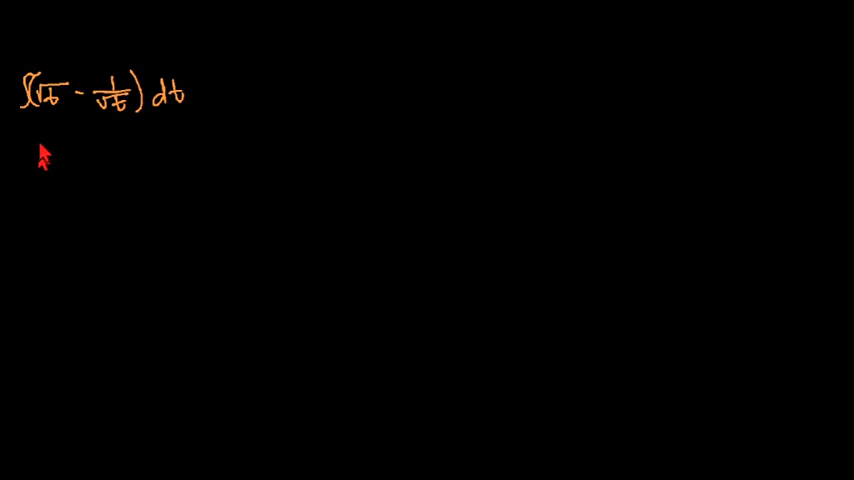 ∫(√t - 1/√t) dt